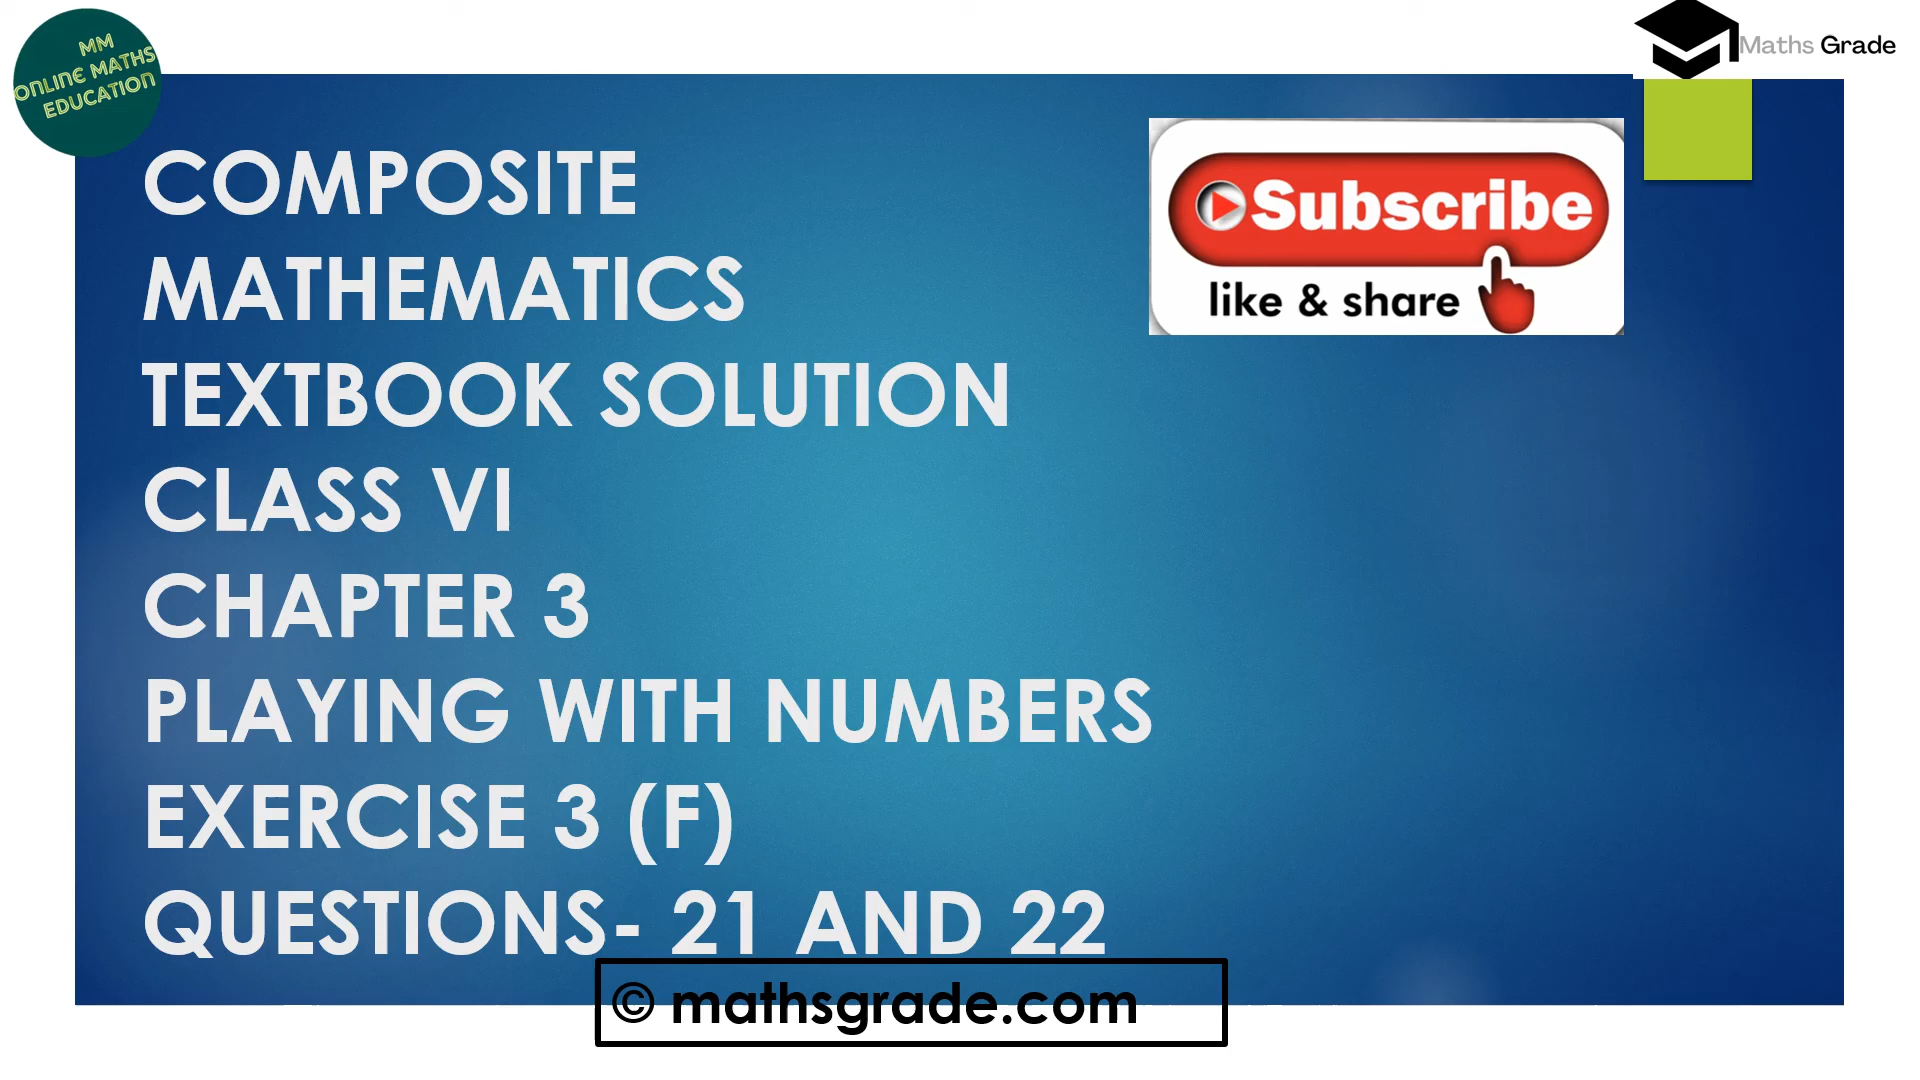 MM
ONLINE MATHS
EDUCATION
Maths Grade
COMPOSITE
MATHEMATICS
TEXTBOOK SOLUTION
CLASS VI
CHAPTER 3
PLAYING WITH NUMBERS
EXERCISE 3 (F)
QUESTIONS- 21 AND 22
Subscribe
like & share
© mathsgrade.com